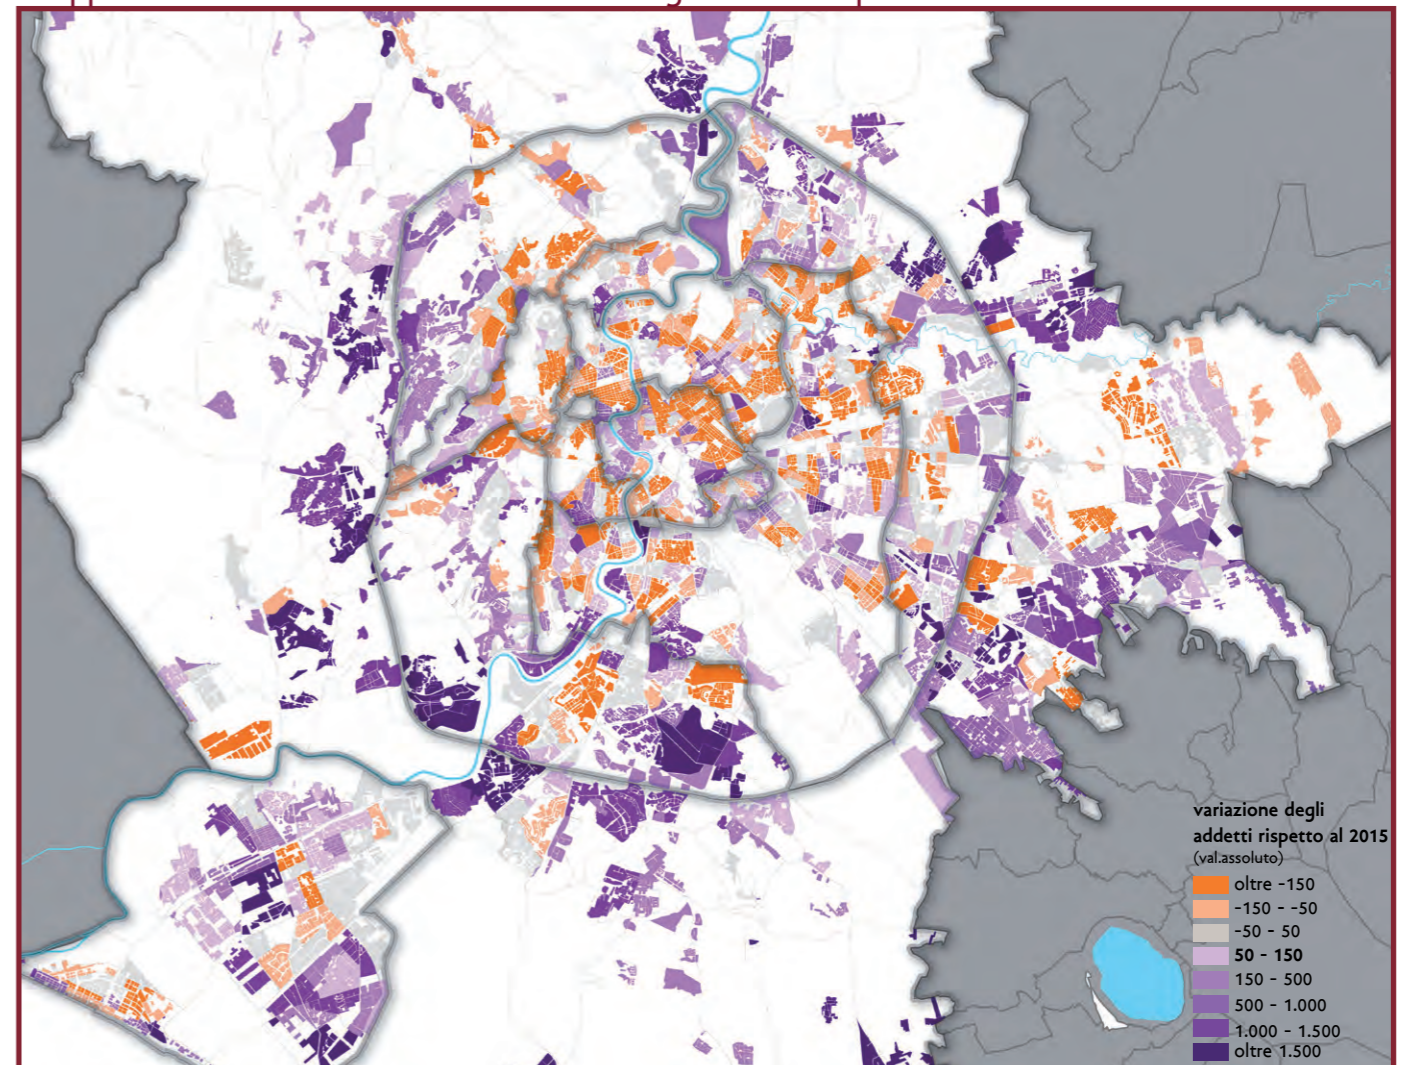 variazione degli
addetti rispetto al 2015
(val.assoluto)
oltre -150
-150 - -50
-50 - 50
50 - 150
150 - 500
500 - 1.000
1.000 - 1.500
oltre 1.500